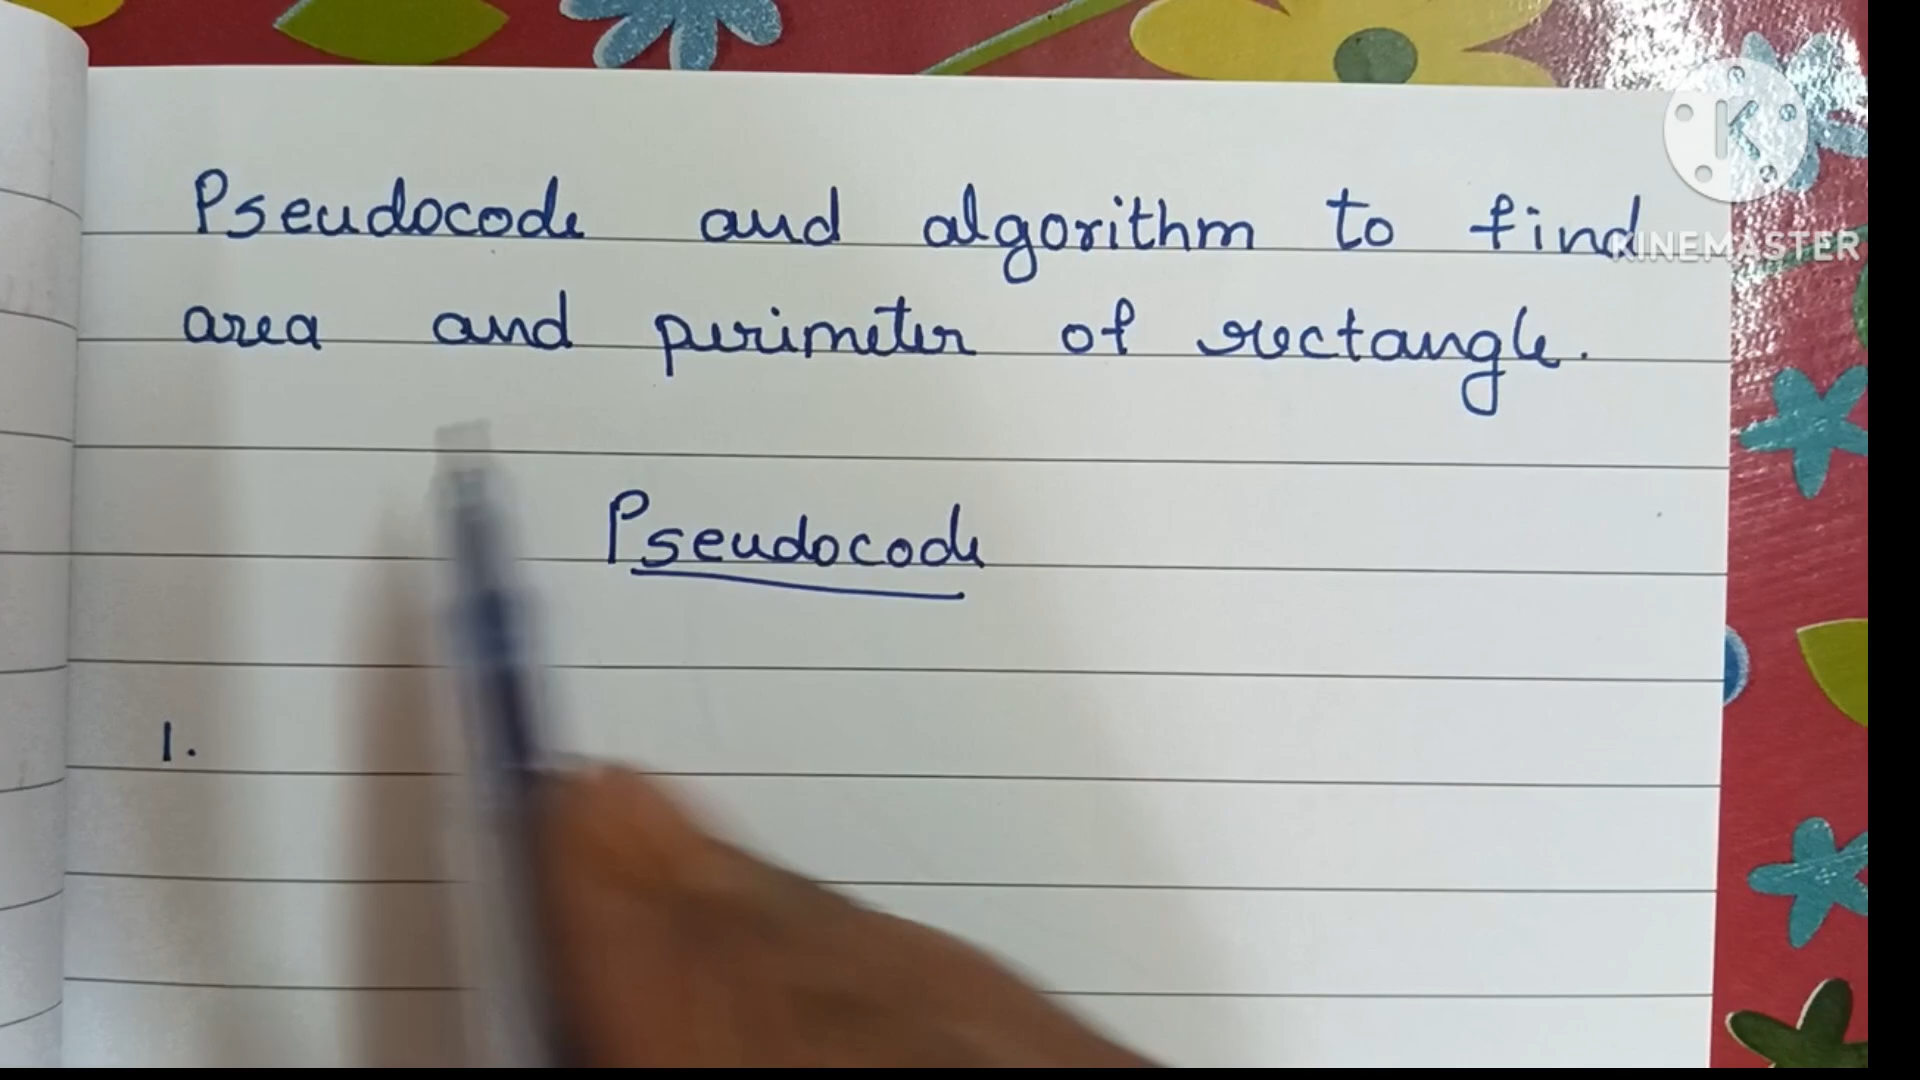 Pseudocode and algorithm to find
KINEMASTER
area and perimeter of rectangle.
Pseudocode
1.